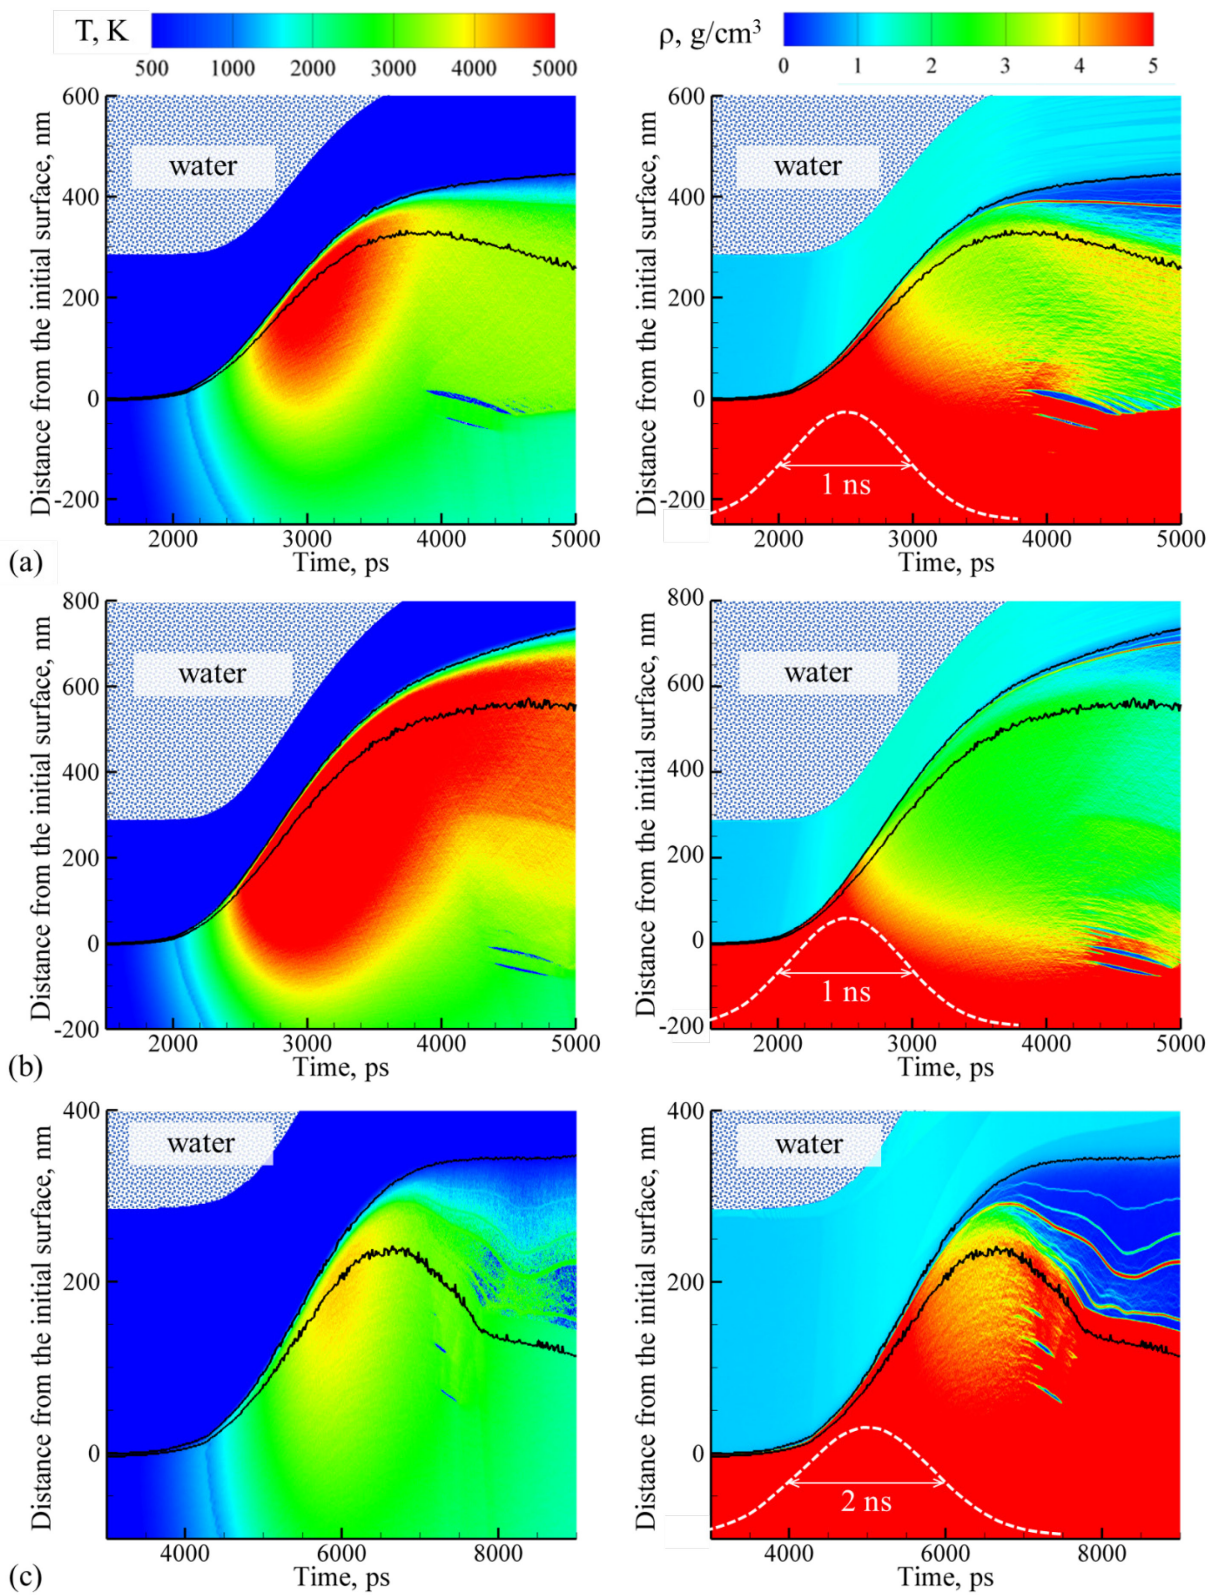 T, K
500 1000 2000 3000 4000 5000
ρ, g/cm³
0 1 2 3 4 5
Distance from the initial surface, nm
600
400
200
0
-200
water
2000 3000 4000 5000
Time, ps
(a)
Distance from the initial surface, nm
600
400
200
0
-200
water
1 ns
2000 3000 4000 5000
Time, ps
Distance from the initial surface, nm
800
600
400
200
0
-200
water
2000 3000 4000 5000
Time, ps
(b)
Distance from the initial surface, nm
800
600
400
200
0
-200
water
1 ns
2000 3000 4000 5000
Time, ps
Distance from the initial surface, nm
400
200
0
water
4000 6000 8000
Time, ps
(c)
Distance from the initial surface, nm
400
200
0
water
2 ns
4000 6000 8000
Time, ps